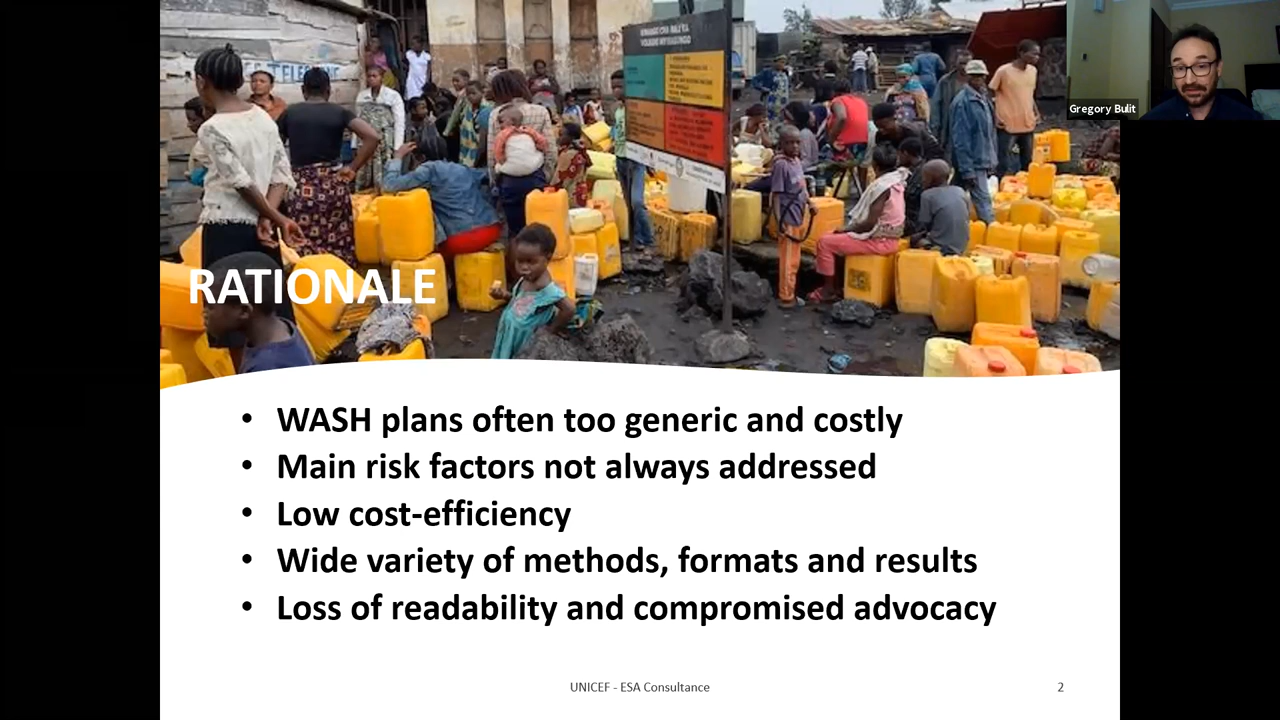 RATIONALE
Gregory Bulit
• WASH plans often too generic and costly
• Main risk factors not always addressed
• Low cost-efficiency
• Wide variety of methods, formats and results
• Loss of readability and compromised advocacy
UNICEF - ESA Consultance
2